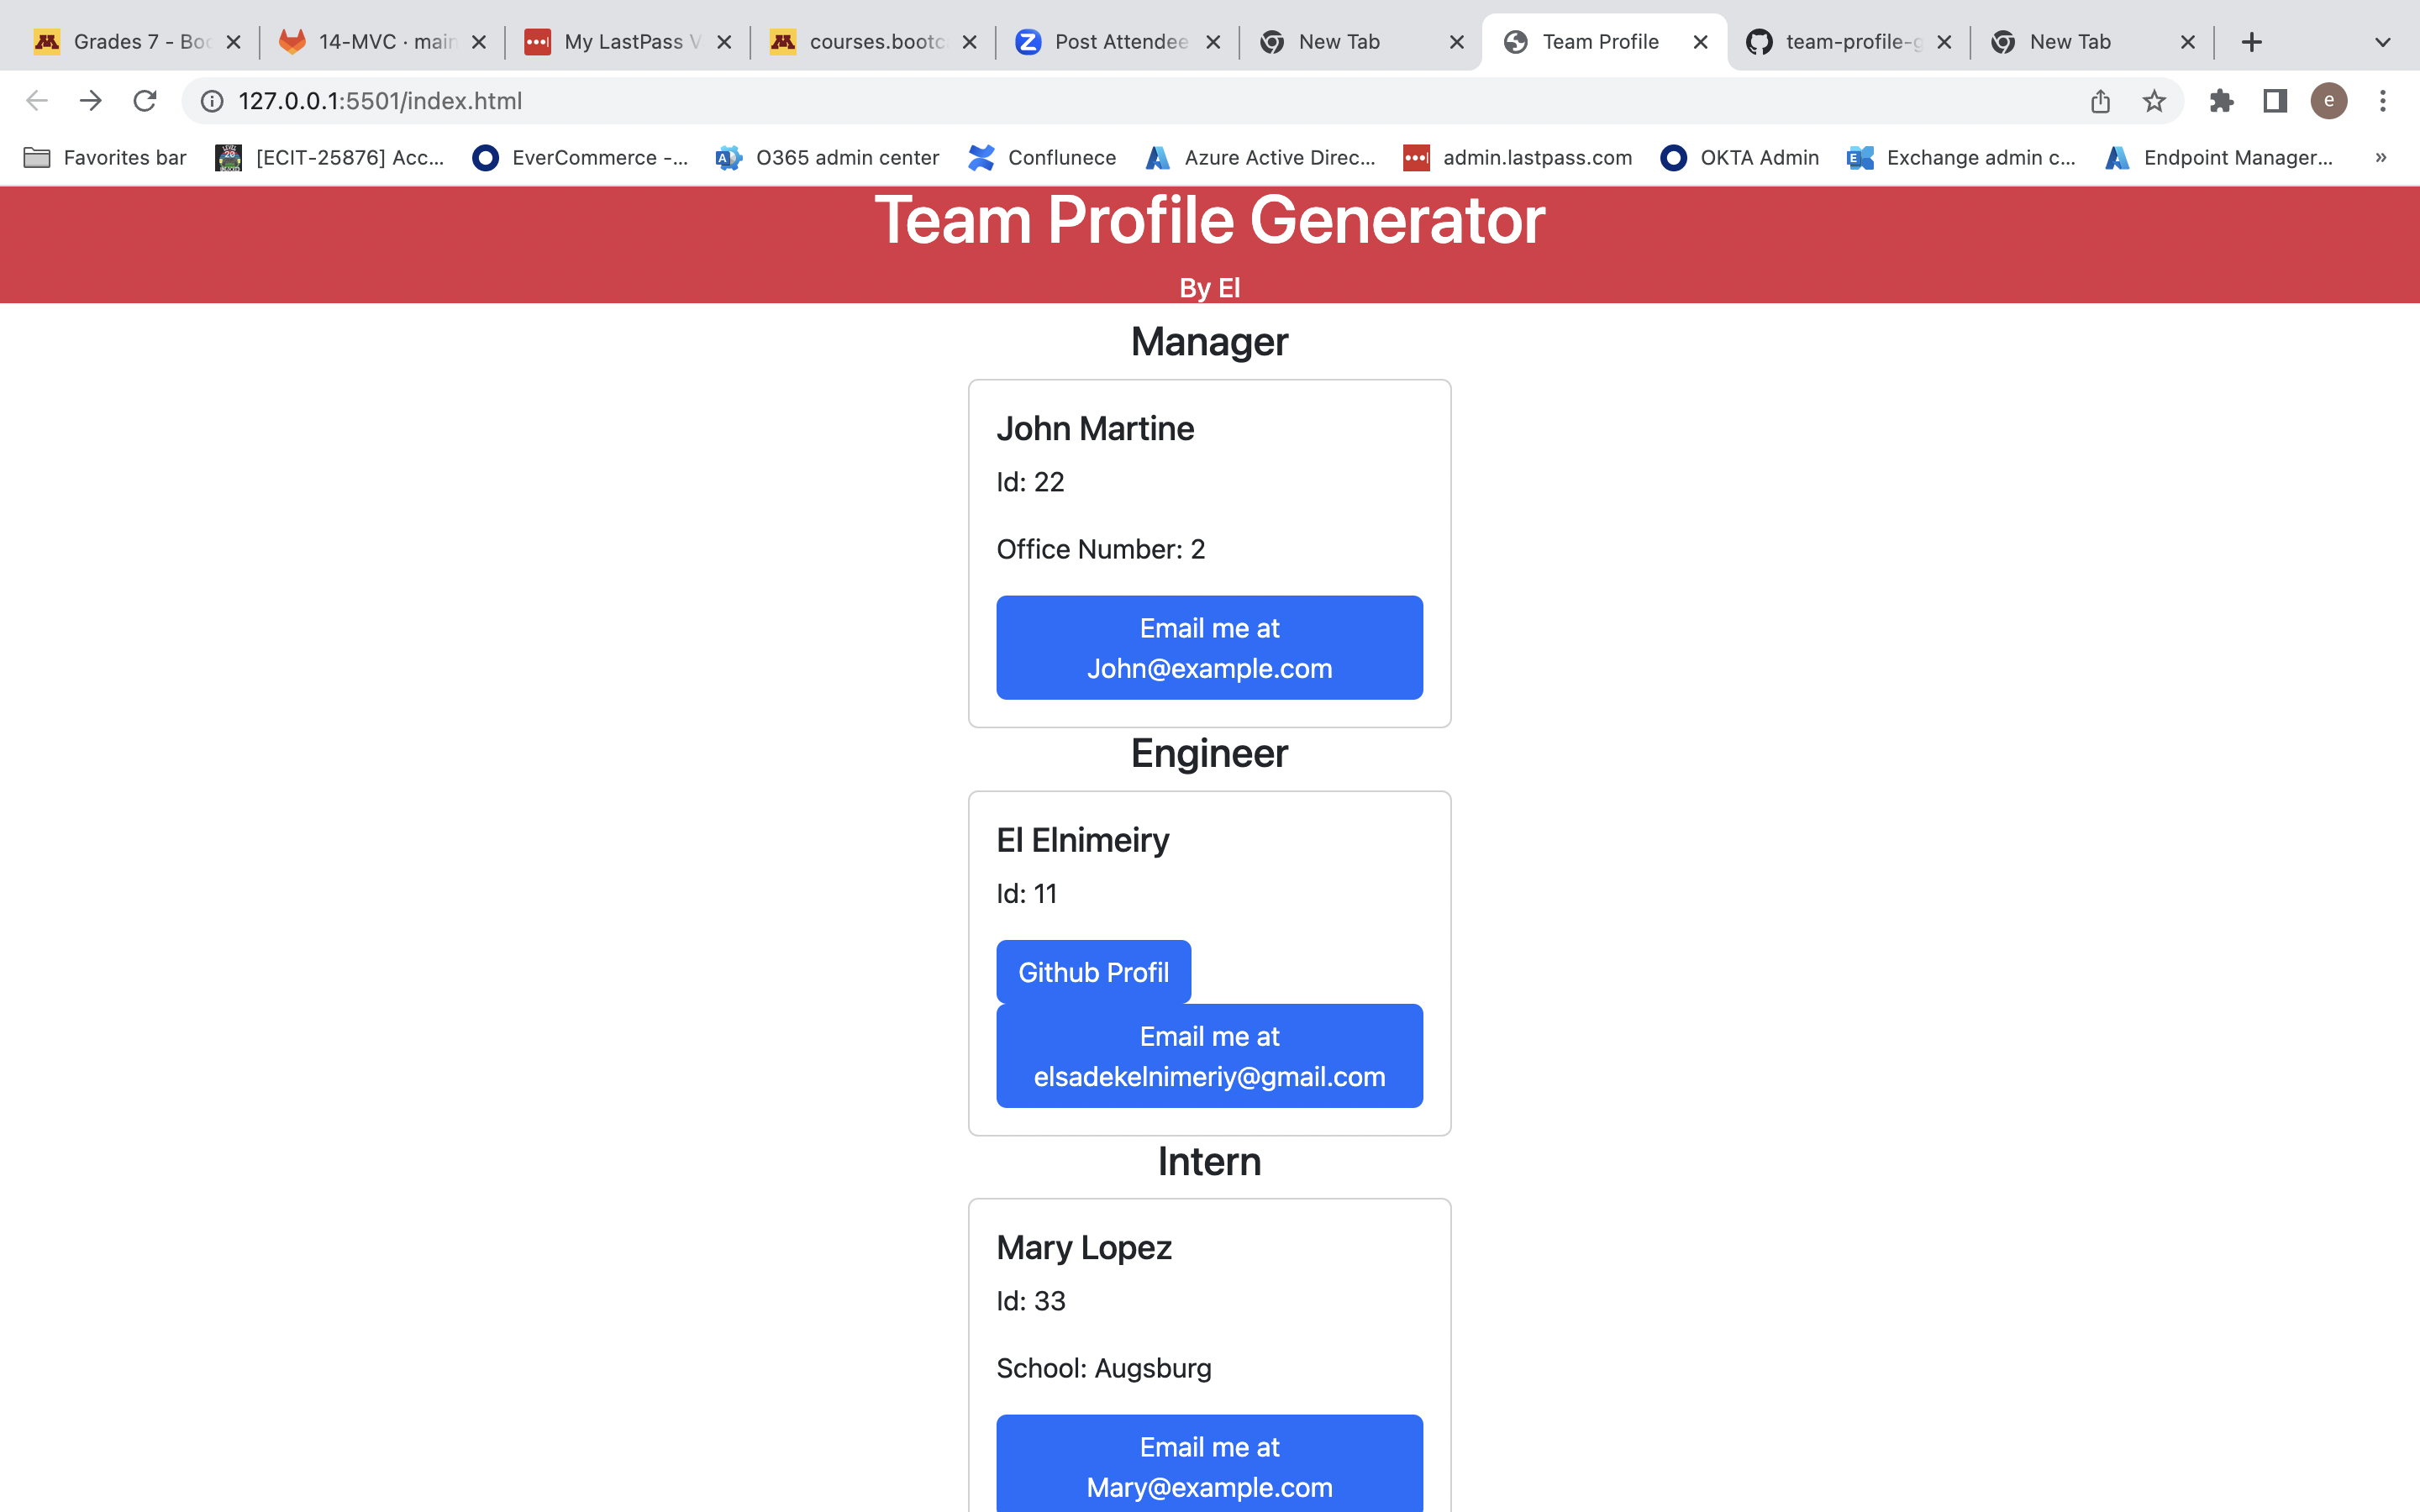 Grades 7 - Boo
14-MVC · main
My LastPass V
courses.bootc
Post Attendee
New Tab
Team Profile
team-profile-g
New Tab
127.0.0.1:5501/index.html
e
Favorites bar
[ECIT-25876] Acc...
EverCommerce -...
O365 admin center
Conflunece
Azure Active Direc...
admin.lastpass.com
OKTA Admin
Exchange admin c...
Endpoint Manager...
»
Team Profile Generator
By El
Manager
John Martine
Id: 22
Office Number: 2
Email me at
John@example.com
Engineer
El Elnimeiry
Id: 11
Github Profil
Email me at
elsadekelnimeriy@gmail.com
Intern
Mary Lopez
Id: 33
School: Augsburg
Email me at
Mary@example.com